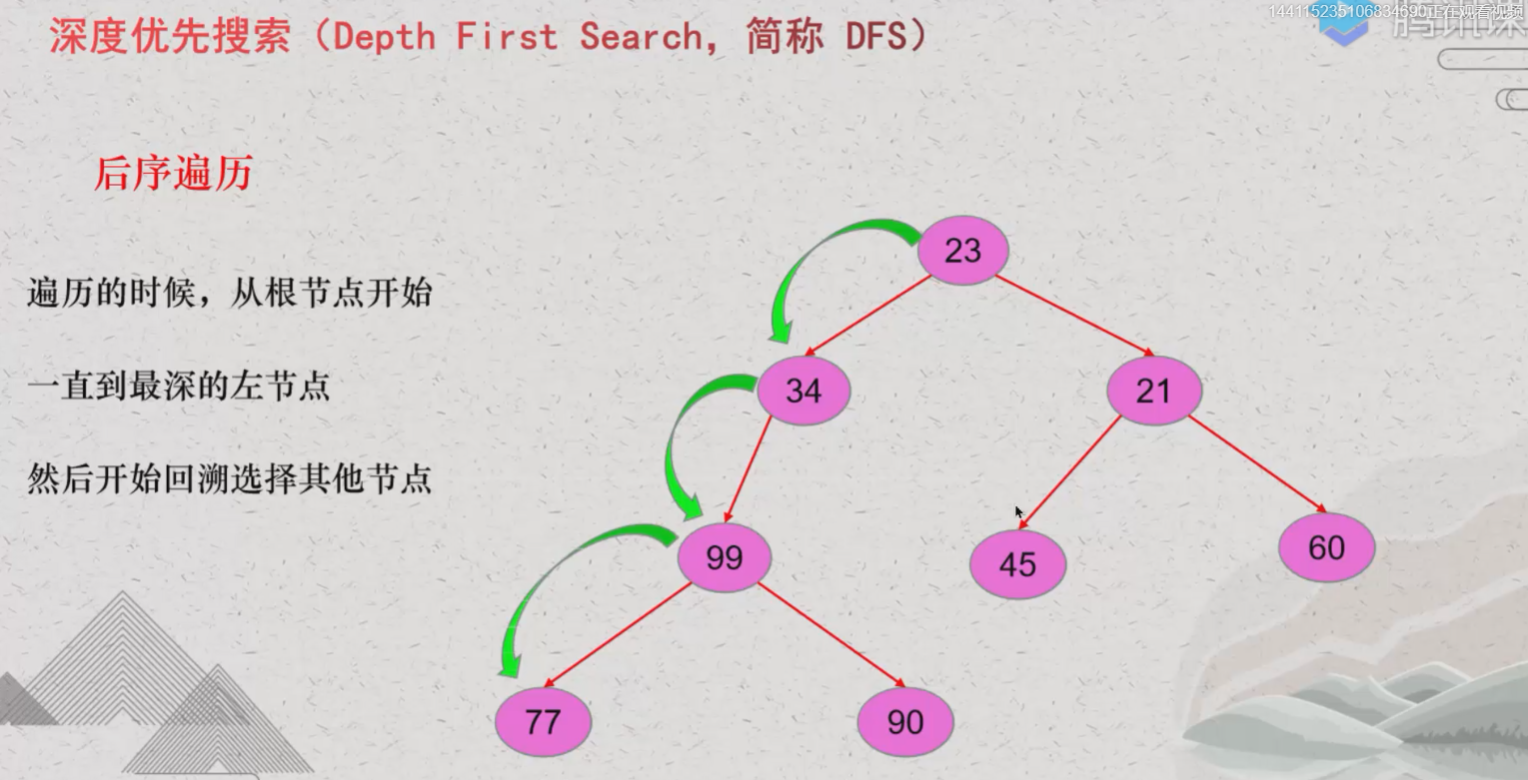 144115235106834690正在观看视频
腾讯课
深度优先搜索（Depth First Search，简称 DFS）
后序遍历
遍历的时候，从根节点开始
一直到最深的左节点
然后开始回溯选择其他节点
23
34
21
99
45
60
77
90